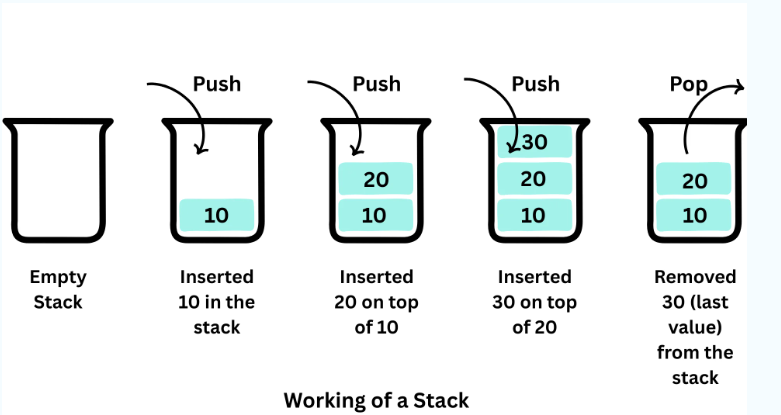 Push
Push
Push
Pop
30
20
20
20
10
10
10
10
Empty
Stack
Inserted
10 in the
stack
Inserted
20 on top
of 10
Inserted
30 on top
of 20
Removed
30 (last
value)
from the
stack
Working of a Stack